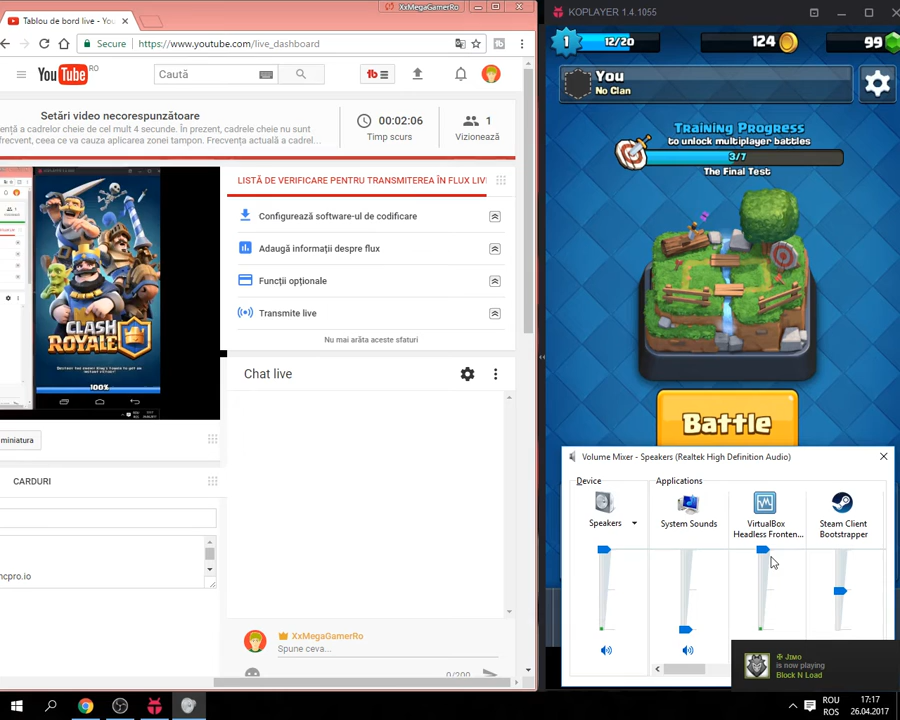 XxMegaGamerRo
Tablou de bord live - You
Secure
https://www.youtube.com/live_dashboard
You Tube RO
Caută
Setări video necorespunzătoare
ență a cadrelor cheie de cel mult 4 secunde. În prezent, cadrele cheie nu sunt
frecvent, ceea ce va cauza aplicarea zonei tampon. Frecvența actuală a cadrel...
00:02:06
Timp scurs
1
Vizionează
LISTĂ DE VERIFICARE PENTRU TRANSMITEREA ÎN FLUX LIV
Configurează software-ul de codificare
Adaugă informații despre flux
Funcții opționale
Transmite live
Nu mai arăta aceste sfaturi
CLASH
ROYALE
100%
Chat live
miniatura
CARDURI
ncpro.io
XxMegaGamerRo
Spune ceva...
0/200
KOPLAYER 1.4.1055
1
12/20
124
99
You
No Clan
Training Progress
to unlock multiplayer battles
3/7
The Final Test
Battle
Volume Mixer - Speakers (Realtek High Definition Audio)
Device
Applications
Speakers
System Sounds
VirtualBox
Headless Fronten...
Steam Client
Bootstrapper
Jimo
is now playing
Block N Load
ROU
ROS
17:17
26.04.2017